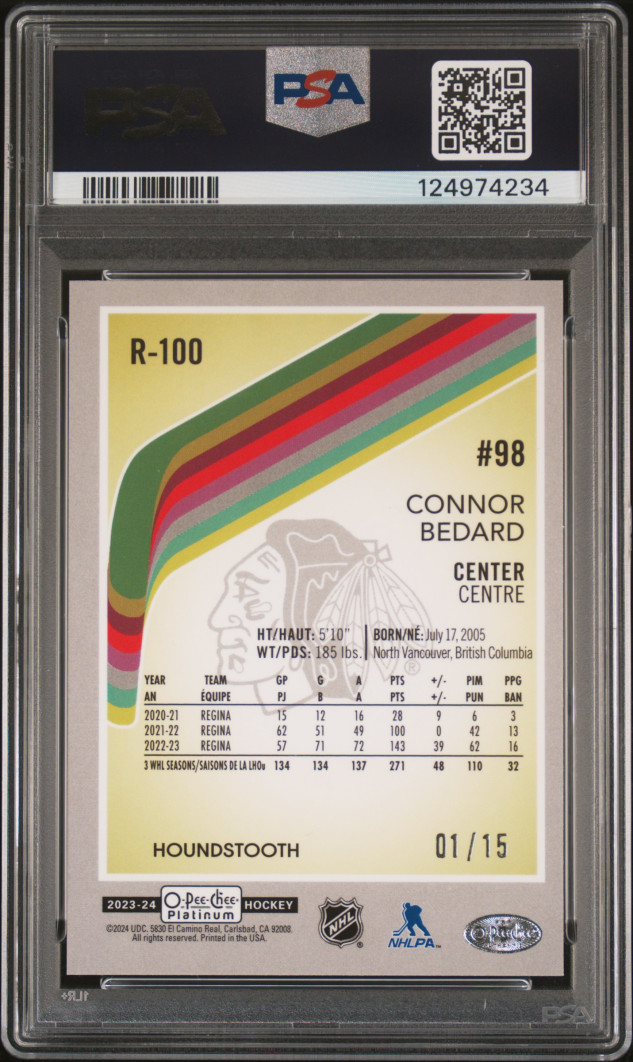 PSA
PSA
124974234
R-100
#98
CONNOR
BEDARD
CENTER
CENTRE
HT/HAUT: 5'10" BORN/NÉ: July 17, 2005
WT/PDS: 185 lbs. North Vancouver, British Columbia
YEAR TEAM GP G A PTS +/- PIM PPG
AN ÉQUIPE PJ B A PTS +/- PUN BAN
2020-21 REGINA 15 12 16 28 9 6 3
2021-22 REGINA 62 51 49 100 0 42 13
2022-23 REGINA 57 71 72 143 39 62 16
3 WHL SEASONS/SAISONS DE LA LHOu 134 134 137 271 48 110 32
HOUNDSTOOTH
01/15
2023-24 O-Pee-Chee Platinum HOCKEY
©2024 UDC. 5830 El Camino Real, Carlsbad, CA 92008.
All rights reserved. Printed in the USA.
NHL
®
NHLPA
O-Pee-Chee
PSA